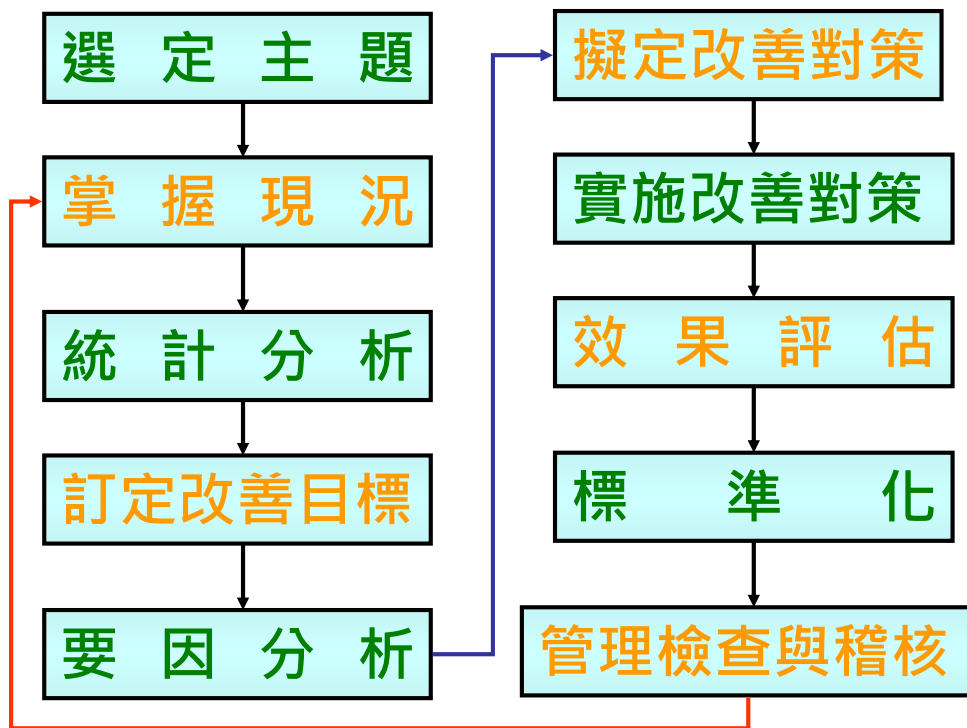 選定主題
掌握現況
統計分析
訂定改善目標
要因分析
擬定改善對策
實施改善對策
效果評估
標準化
管理檢查與稽核